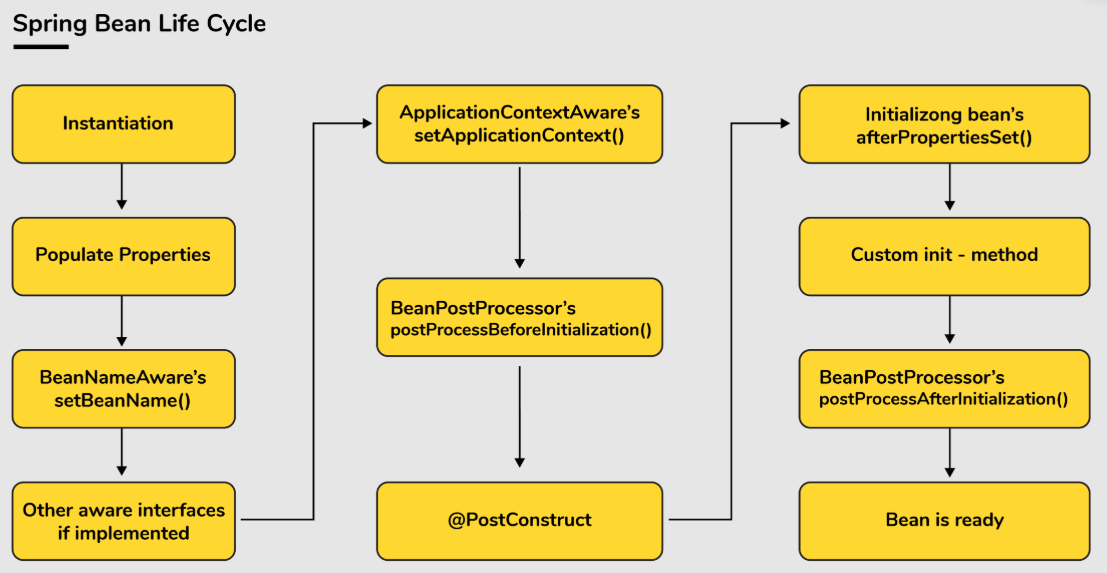 Spring Bean Life Cycle
Instantiation
Populate Properties
BeanNameAware’s
setBeanName()
Other aware interfaces
if implemented
ApplicationContextAware’s
setApplicationContext()
BeanPostProcessor’s
postProcessBeforeInitialization()
@PostConstruct
Initializong bean’s
afterPropertiesSet()
Custom init - method
BeanPostProcessor’s
postProcessAfterInitialization()
Bean is ready